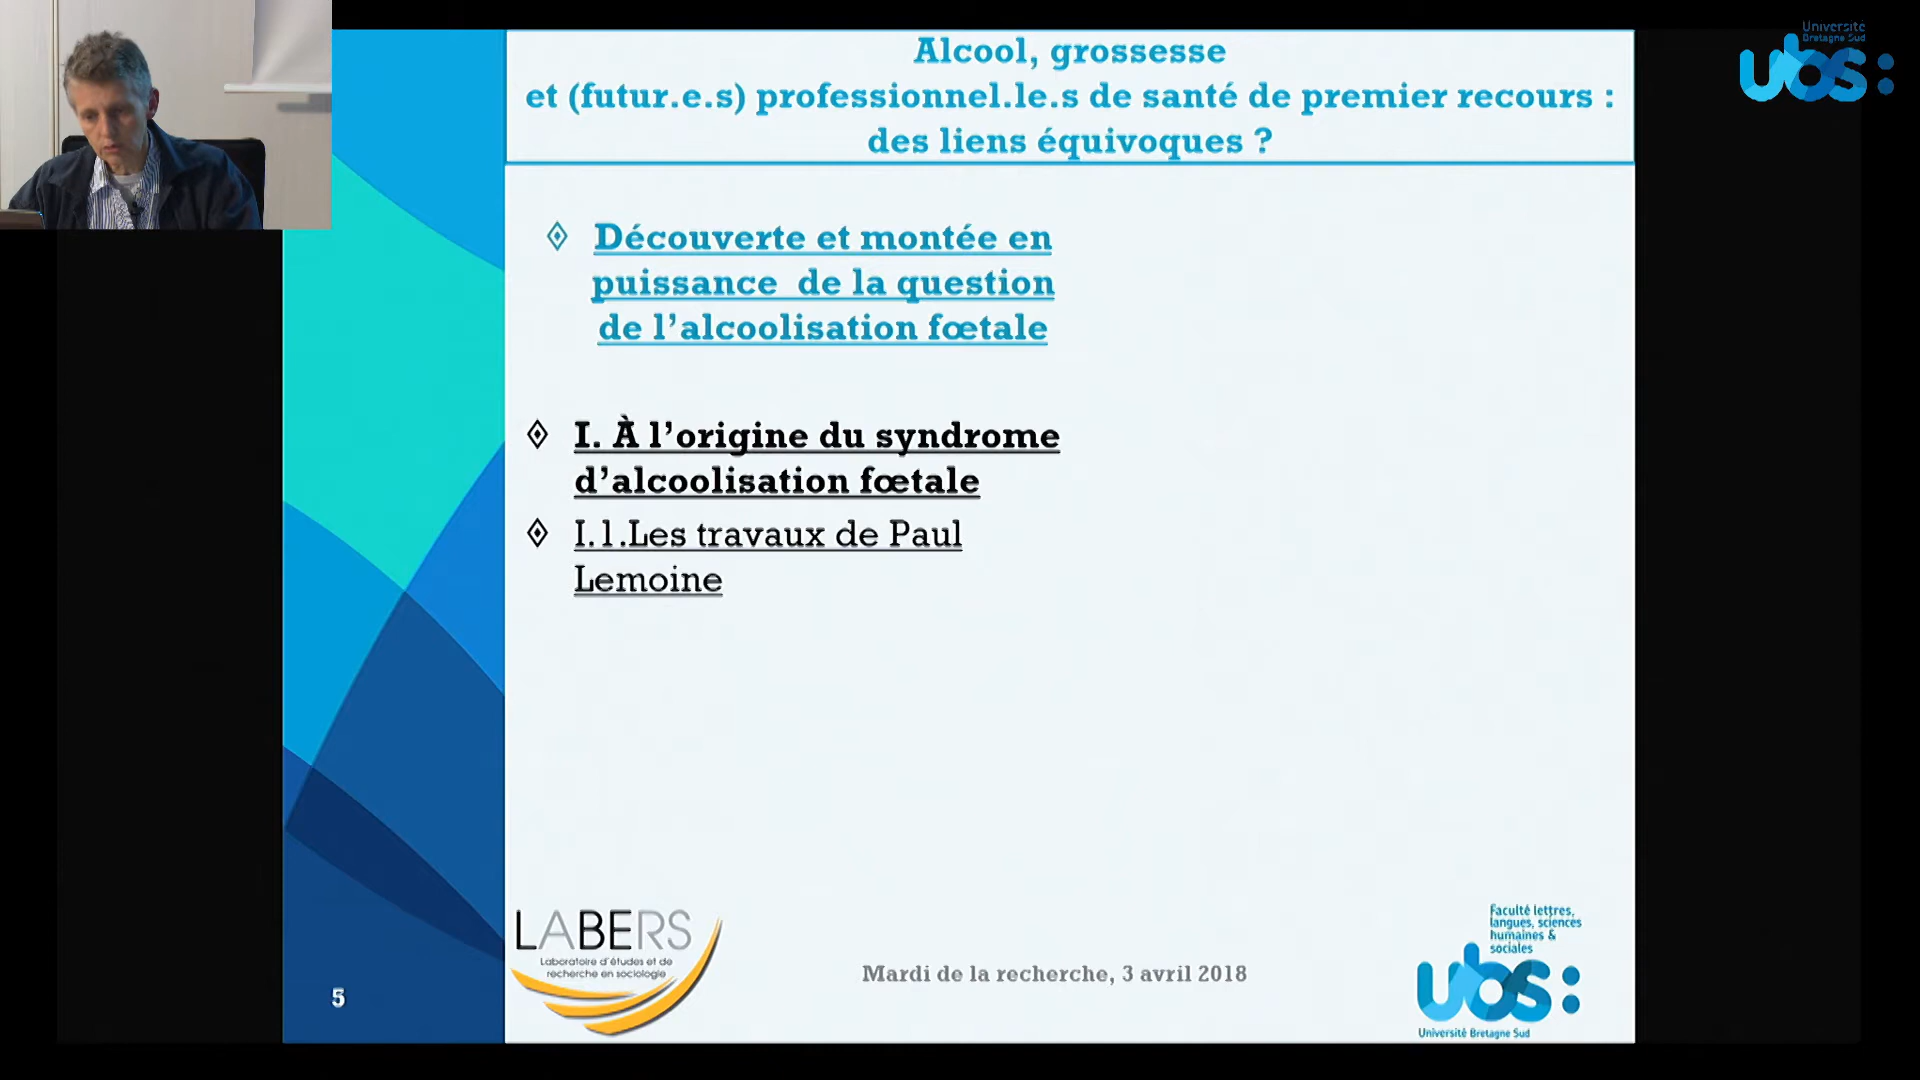 Université
Bretagne Sud
ubs:
Alcool, grossesse
et (futur.e.s) professionnel.le.s de santé de premier recours :
des liens équivoques ?
Découverte et montée en
puissance de la question
de l’alcoolisation fœtale
I. À l’origine du syndrome
d’alcoolisation fœtale
I.1.Les travaux de Paul
Lemoine
LABERS
Laboratoire d'études et de
recherche en sociologie
5
Mardi de la recherche, 3 avril 2018
Faculté lettres,
langues, sciences
humaines &
sociales
ubs:
Université Bretagne Sud